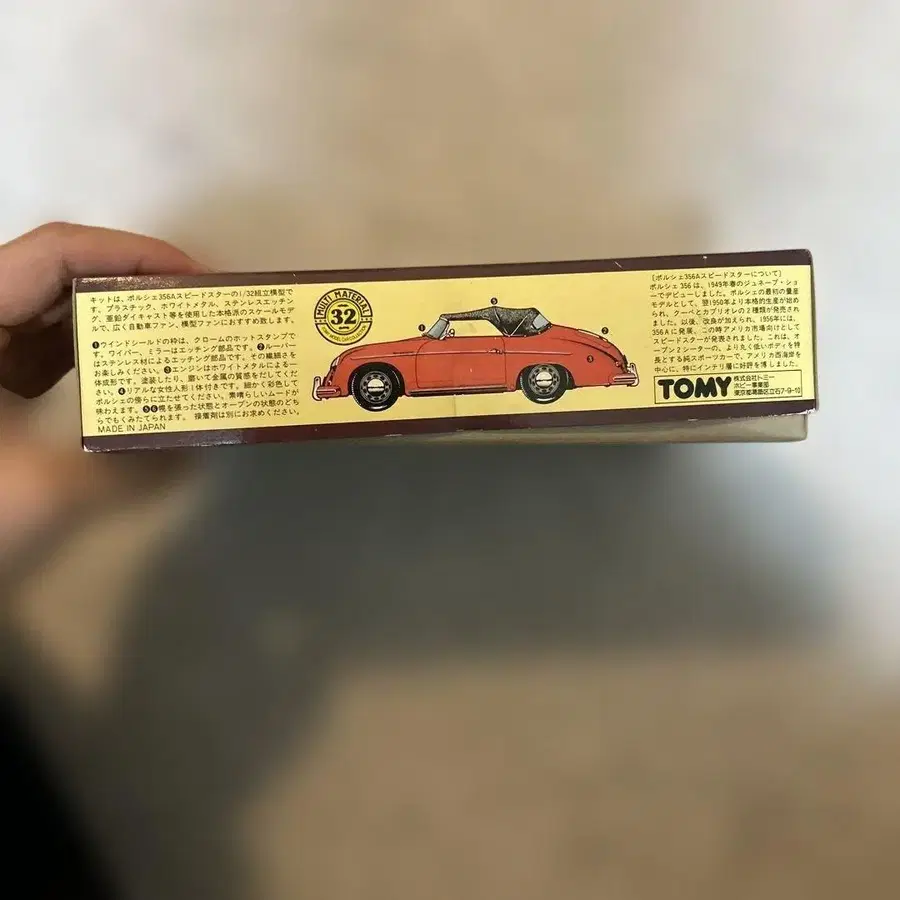 キットは、ポルシェ356Aスピードスターの1/32組立模型で
す。プラスチック、ホワイトメタル、ステンレスエッチン
グ、亜鉛ダイキャスト等を使用した本格派のスケールモデ
ルで、広く自動車ファン、模型ファンにおすすめ致します。
❶ウインドシールドの枠は、クロームのホットスタンプで
す。ワイパー、ミラーはエッチング部品です。❷ルーバー
はステンレス材によるエッチング部品です。その繊細さを
お楽しみください。❸エンジンはホワイトメタルによる一
体成形です。塗装したり、磨いて金属の質感をだしてくだ
さい。❹リアルな女性人形1体付きです。細かく彩色して
ポルシェの傍らに立たせてください。素晴らしいムードが
味わえます。❺❻幌を張った状態とオープンの状態のどち
らでもくみたてられます。 接着剤は別にお求めください。
MADE IN JAPAN
MULTI MATERIAL
32
❶
❺
❷
❸
〔ポルシェ356Aスピードスターについて〕
ポルシェ356は、1949年春のジュネーブ・ショ
ーでデビューしました。ポルシェの最初の量産
モデルとして、翌1950年より本格的生産が始め
られ、クーペとカブリオレの2種類が発売され
ました。以後、改良が加えられ、1956年には、
356Aに発展、この時アメリカ市場向けとして
スピードスターが発表されました。これは、オ
ープン2シーターの、より丸く低いボディを特
長とする純スポーツカーで、アメリカ西海岸を
中心に、特にインテリ層に好評を博しました。
TOMY
株式会社トミー
ホビー事業部
東京都葛飾区立石7-9-10